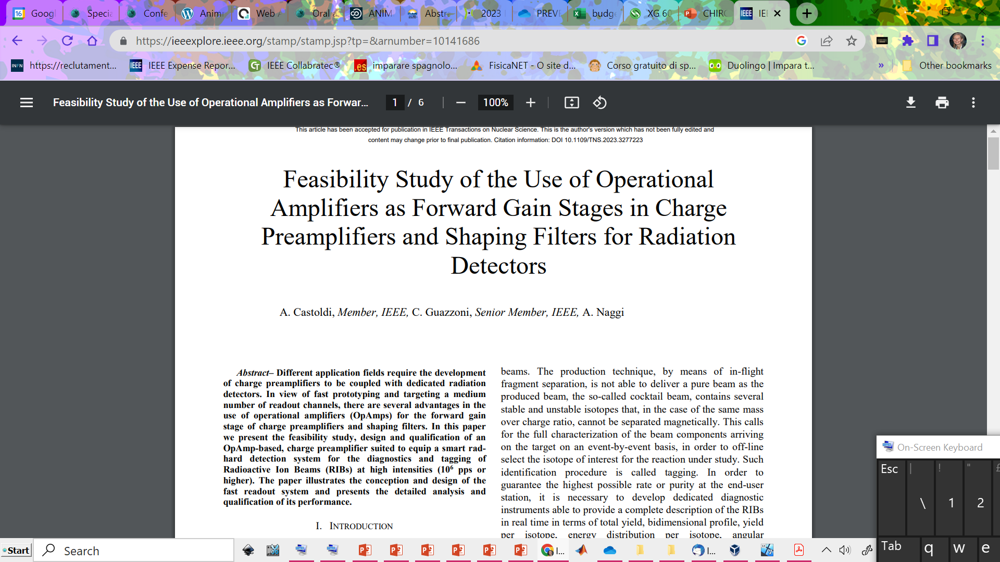 16 Goog Specia Confe Anim Web A Oral a ANIM Abstra 2023 PREVE budge XG 60 CHIRC IEEE IEI
https://ieeexplore.ieee.org/stamp/stamp.jsp?tp=&arnumber=10141686
INFN https://reclutament... IEEE IEEE Expense Repor... IEEE Collabratec® .es imparare spagnolo... FisicaNET - O site d... Corso gratuito di sp... Duolingo | Impara t... » Other bookmarks
Feasibility Study of the Use of Operational Amplifiers as Forwar... 1 / 6 100%
This article has been accepted for publication in IEEE Transactions on Nuclear Science. This is the author's version which has not been fully edited and
content may change prior to final publication. Citation information: DOI 10.1109/TNS.2023.3277223
Feasibility Study of the Use of Operational
Amplifiers as Forward Gain Stages in Charge
Preamplifiers and Shaping Filters for Radiation
Detectors
A. Castoldi, Member, IEEE, C. Guazzoni, Senior Member, IEEE, A. Naggi
Abstract– Different application fields require the development
of charge preamplifiers to be coupled with dedicated radiation
detectors. In view of fast prototyping and targeting a medium
number of readout channels, there are several advantages in the
use of operational amplifiers (OpAmps) for the forward gain
stage of charge preamplifiers and shaping filters. In this paper
we present the feasibility study, design and qualification of an
OpAmp-based, charge preamplifier suited to equip a smart rad-
hard detection system for the diagnostics and tagging of
Radioactive Ion Beams (RIBs) at high intensities (10⁶ pps or
higher). The paper illustrates the conception and design of the
fast readout system and presents the detailed analysis and
qualification of its performance.
I. INTRODUCTION
beams. The production technique, by means of in-flight
fragment separation, is not able to deliver a pure beam as the
produced beam, the so-called cocktail beam, contains several
stable and unstable isotopes that, in the case of the same mass
over charge ratio, cannot be separated magnetically. This calls
for the full characterization of the beam components arriving
on the target on an event-by-event basis, in order to off-line
select the isotope of interest for the reaction under study. Such
identification procedure is called tagging. In order to
guarantee the highest possible rate or purity at the end-user
station, it is necessary to develop dedicated diagnostic
instruments able to provide a complete description of the RIBs
in real time in terms of total yield, bidimensional profile, yield
per isotope, energy distribution per isotope, angular
On-Screen Keyboard
Esc | \ ! 1 " 2 £
Tab q w e
Start Search I... I...